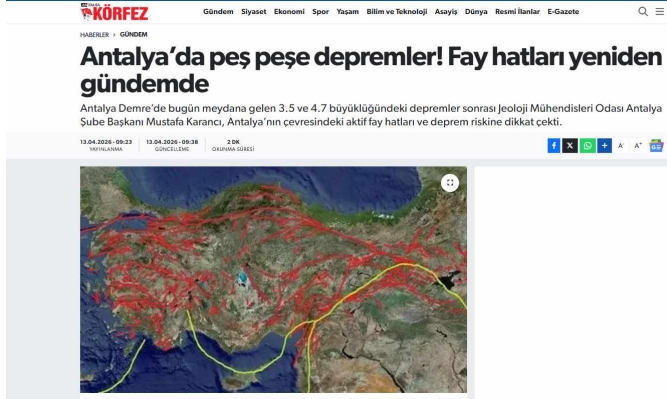 KÖRFEZ
Gündem Siyaset Ekonomi Spor Yaşam Bilim ve Teknoloji Asayiş Dünya Resmi İlanlar E-Gazete
HABERLER › GÜNDEM
Antalya’da peş peşe depremler! Fay hatları yeniden
gündemde
Antalya Demre’de bugün meydana gelen 3.5 ve 4.7 büyüklüğündeki depremler sonrası Jeoloji Mühendisleri Odası Antalya
Şube Başkanı Mustafa Karancı, Antalya’nın çevresindeki aktif fay hatları ve deprem riskine dikkat çekti.
13.04.2026 - 09:23 13.04.2026 - 09:38 2 DK
YAYINLANMA GÜNCELLEME OKUNMA SÜRESİ
A- A+